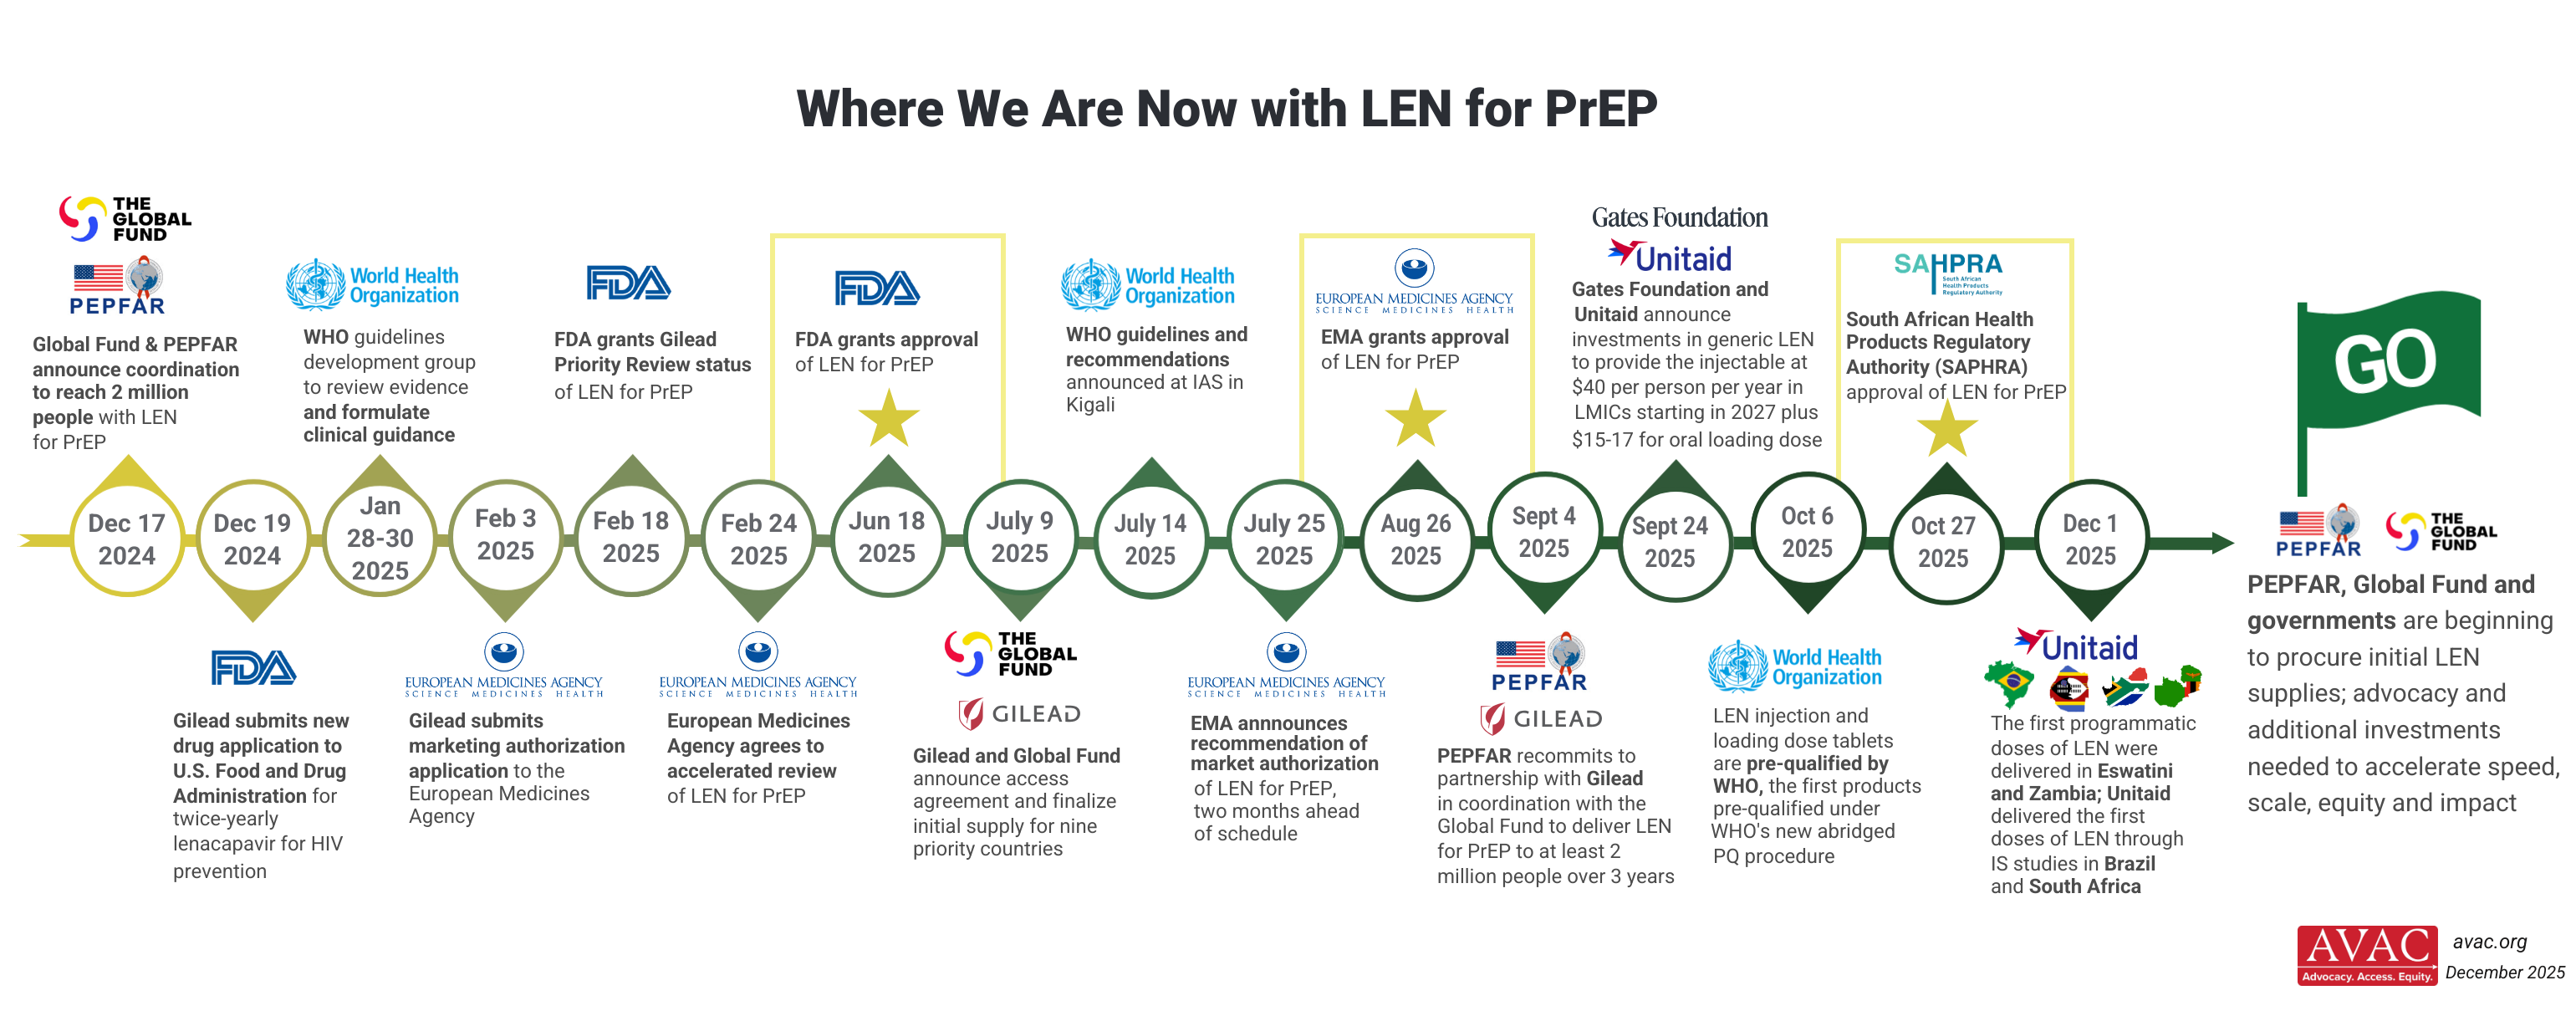 Where We Are Now with LEN for PrEP
THE
GLOBAL
FUND
PEPFAR
Global Fund & PEPFAR
announce coordination
to reach 2 million
people with LEN
for PrEP
Dec 17
2024
Dec 19
2024
FDA
Gilead submits new
drug application to
U.S. Food and Drug
Administration for
twice-yearly
lenacapavir for HIV
prevention
World Health
Organization
WHO guidelines
development group
to review evidence
and formulate
clinical guidance
Jan
28-30
2025
Feb 3
2025
EUROPEAN MEDICINES AGENCY
SCIENCE MEDICINES HEALTH
Gilead submits
marketing authorization
application to the
European Medicines
Agency
FDA
FDA grants Gilead
Priority Review status
of LEN for PrEP
Feb 18
2025
Feb 24
2025
EUROPEAN MEDICINES AGENCY
SCIENCE MEDICINES HEALTH
European Medicines
Agency agrees to
accelerated review
of LEN for PrEP
FDA
FDA grants approval
of LEN for PrEP
Jun 18
2025
July 9
2025
THE
GLOBAL
FUND
GILEAD
Gilead and Global Fund
announce access
agreement and finalize
initial supply for nine
priority countries
World Health
Organization
WHO guidelines and
recommendations
announced at IAS in
Kigali
July 14
2025
July 25
2025
EUROPEAN MEDICINES AGENCY
SCIENCE MEDICINES HEALTH
EMA annnounces
recommendation of
market authorization
of LEN for PrEP,
two months ahead
of schedule
EUROPEAN MEDICINES AGENCY
SCIENCE MEDICINES HEALTH
EMA grants approval
of LEN for PrEP
Aug 26
2025
Sept 4
2025
PEPFAR
GILEAD
PEPFAR recommits to
partnership with Gilead
in coordination with the
Global Fund to deliver LEN
for PrEP to at least 2
million people over 3 years
Gates Foundation
Unitaid
Gates Foundation and
Unitaid announce
investments in generic LEN
to provide the injectable at
$40 per person per year in
LMICs starting in 2027 plus
$15-17 for oral loading dose
Sept 24
2025
Oct 6
2025
World Health
Organization
LEN injection and
loading dose tablets
are pre-qualified by
WHO, the first products
pre-qualified under
WHO's new abridged
PQ procedure
SAHPRA
South African
Health Products
Regulatory Authority
South African Health
Products Regulatory
Authority (SAPHRA)
approval of LEN for PrEP
Oct 27
2025
Dec 1
2025
Unitaid
The first programmatic
doses of LEN were
delivered in Eswatini
and Zambia; Unitaid
delivered the first
doses of LEN through
IS studies in Brazil
and South Africa
GO
PEPFAR
THE
GLOBAL
FUND
PEPFAR, Global Fund and
governments are beginning
to procure initial LEN
supplies; advocacy and
additional investments
needed to accelerate speed,
scale, equity and impact
AVAC
Advocacy. Access. Equity.
avac.org
December 2025